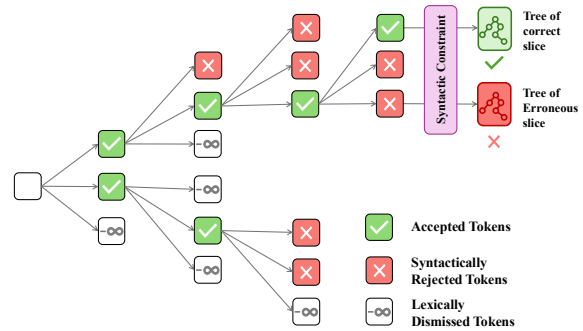 Tree of
correct
slice
Syntactic Constraint
Tree of
Erroneous
slice
-∞
-∞
-∞
-∞
-∞
Accepted Tokens
Syntactically
Rejected Tokens
-∞
Lexically
Dismissed Tokens